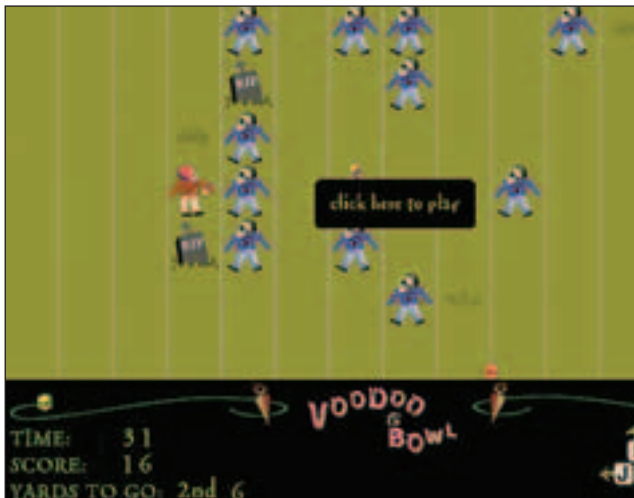 click here to play
VOODOO
BOWL
TIME: 31
SCORE: 16
YARDS TO GO: 2nd 6
J